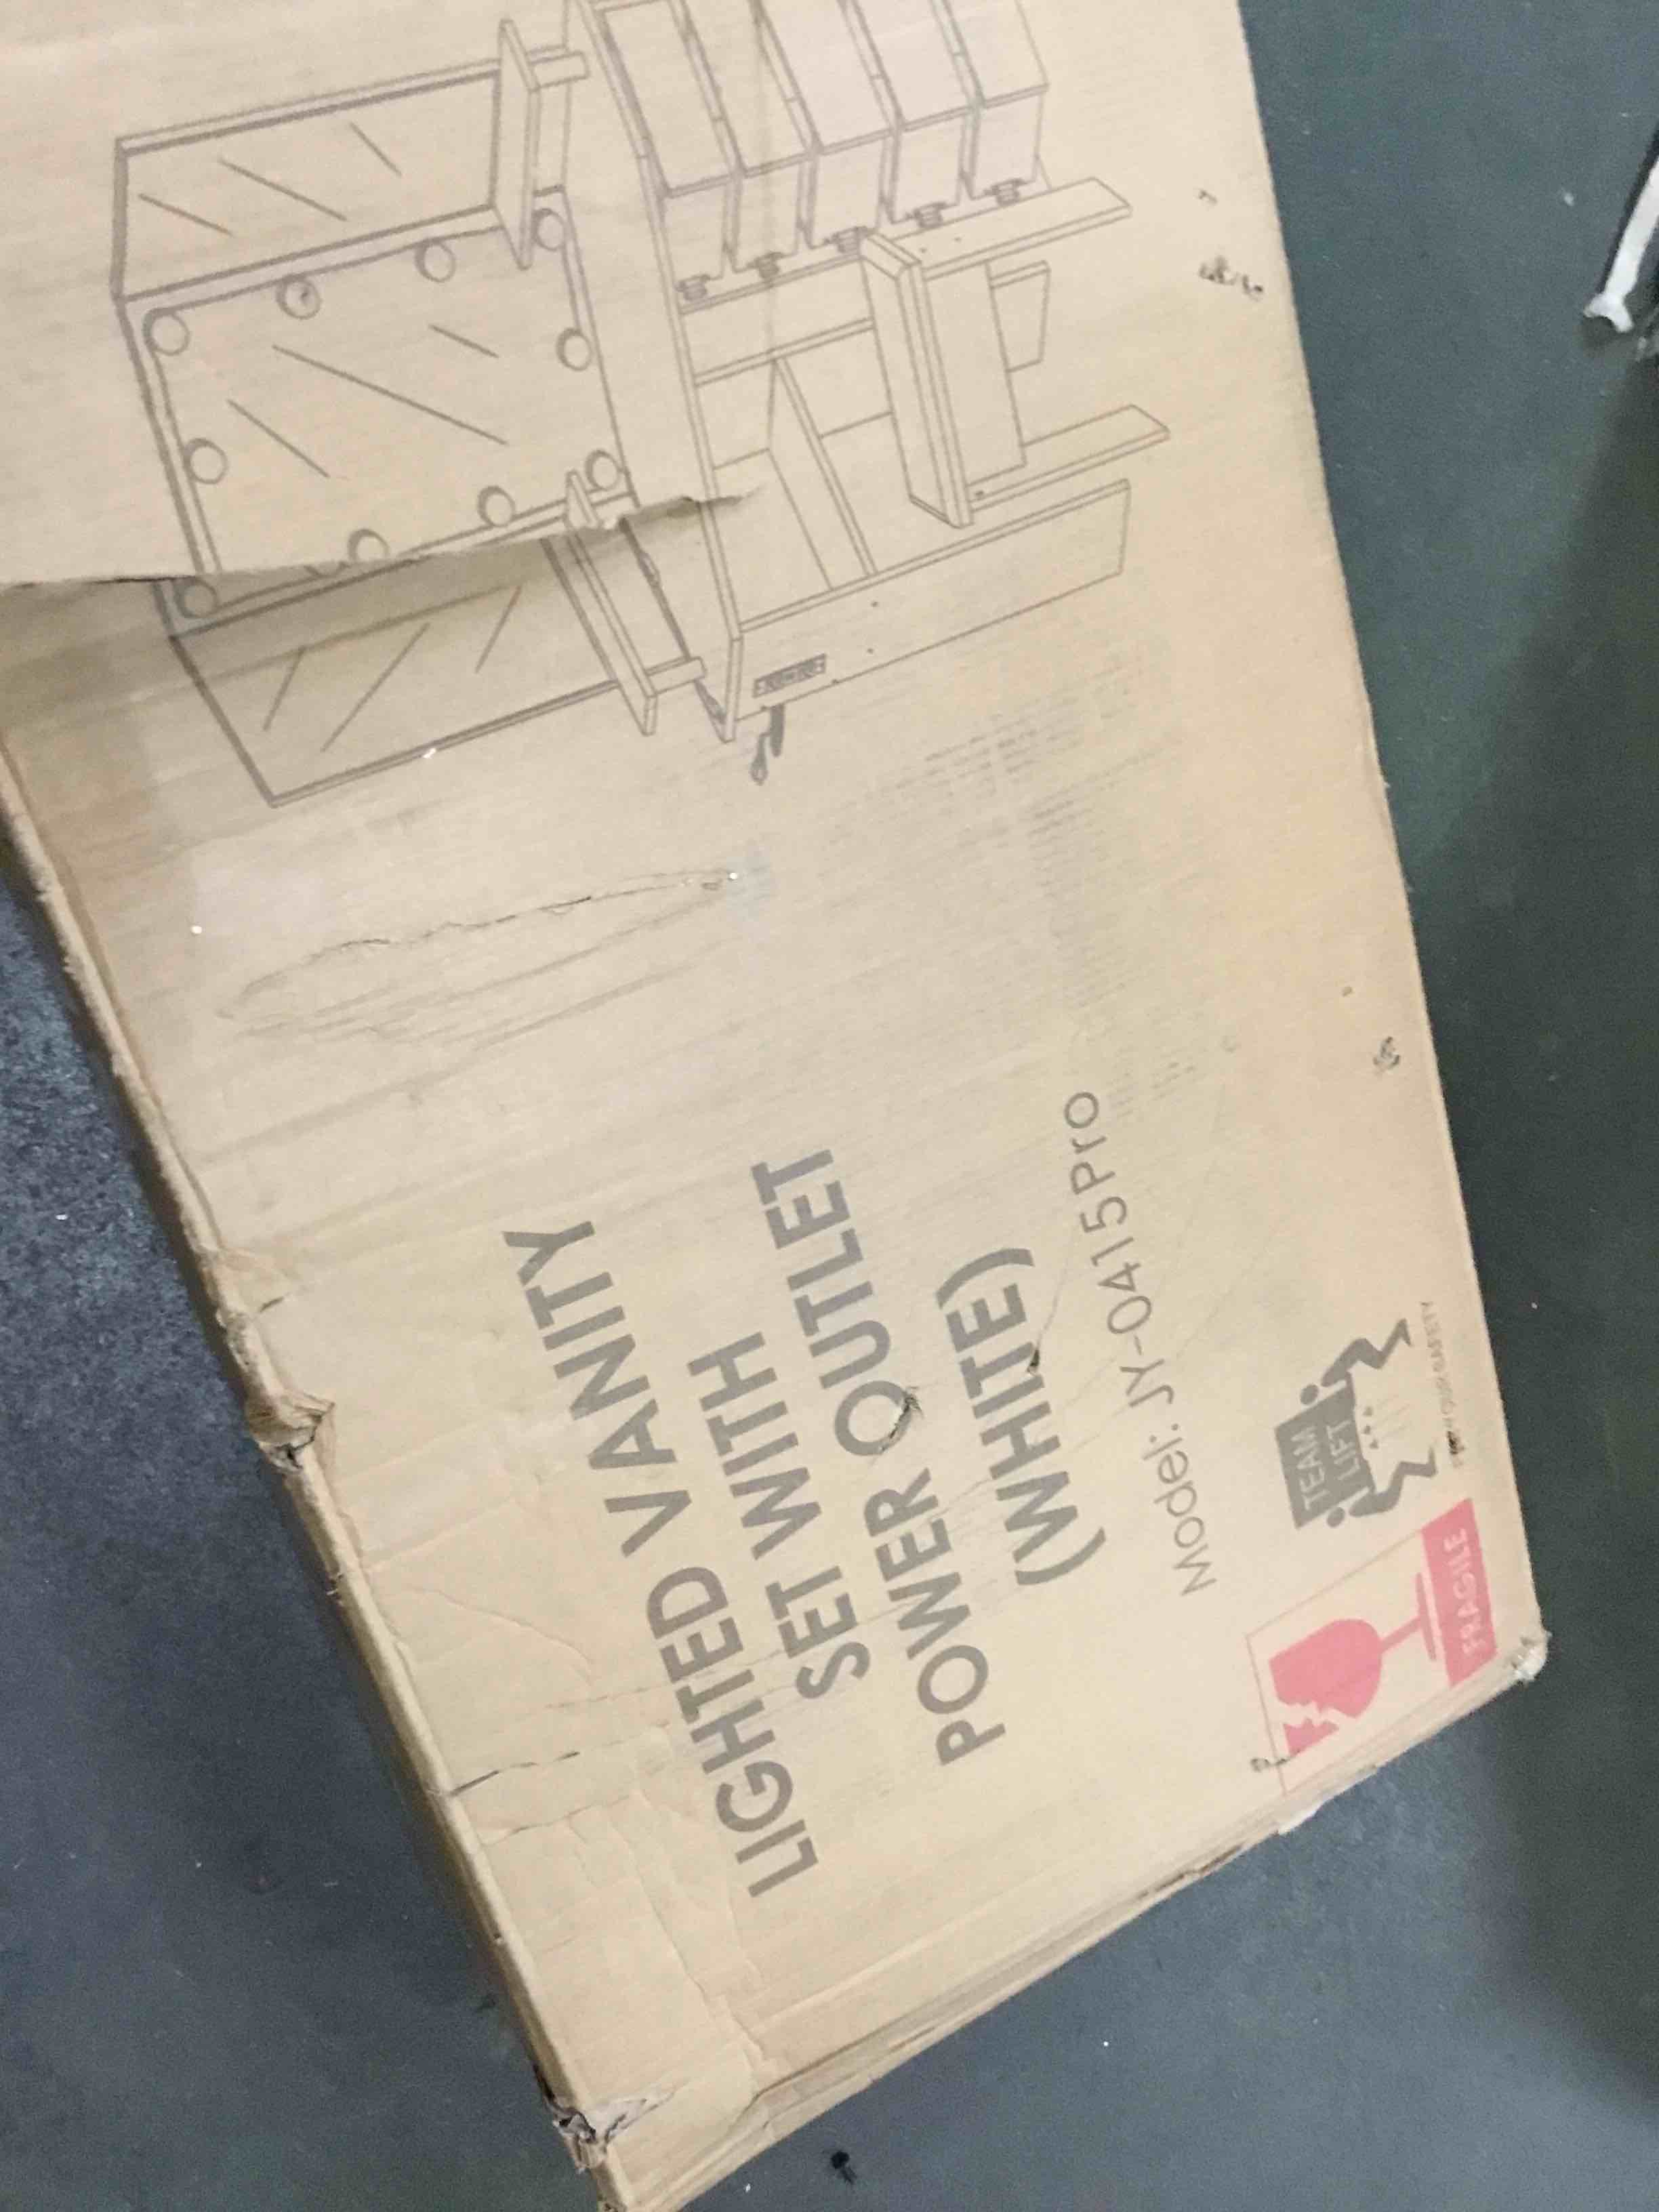 LIGHTED VANITY
SET WITH
POWER OUTLET
(WHITE)
Model: JY-0415Pro
TEAM
LIFT
FRAGILE